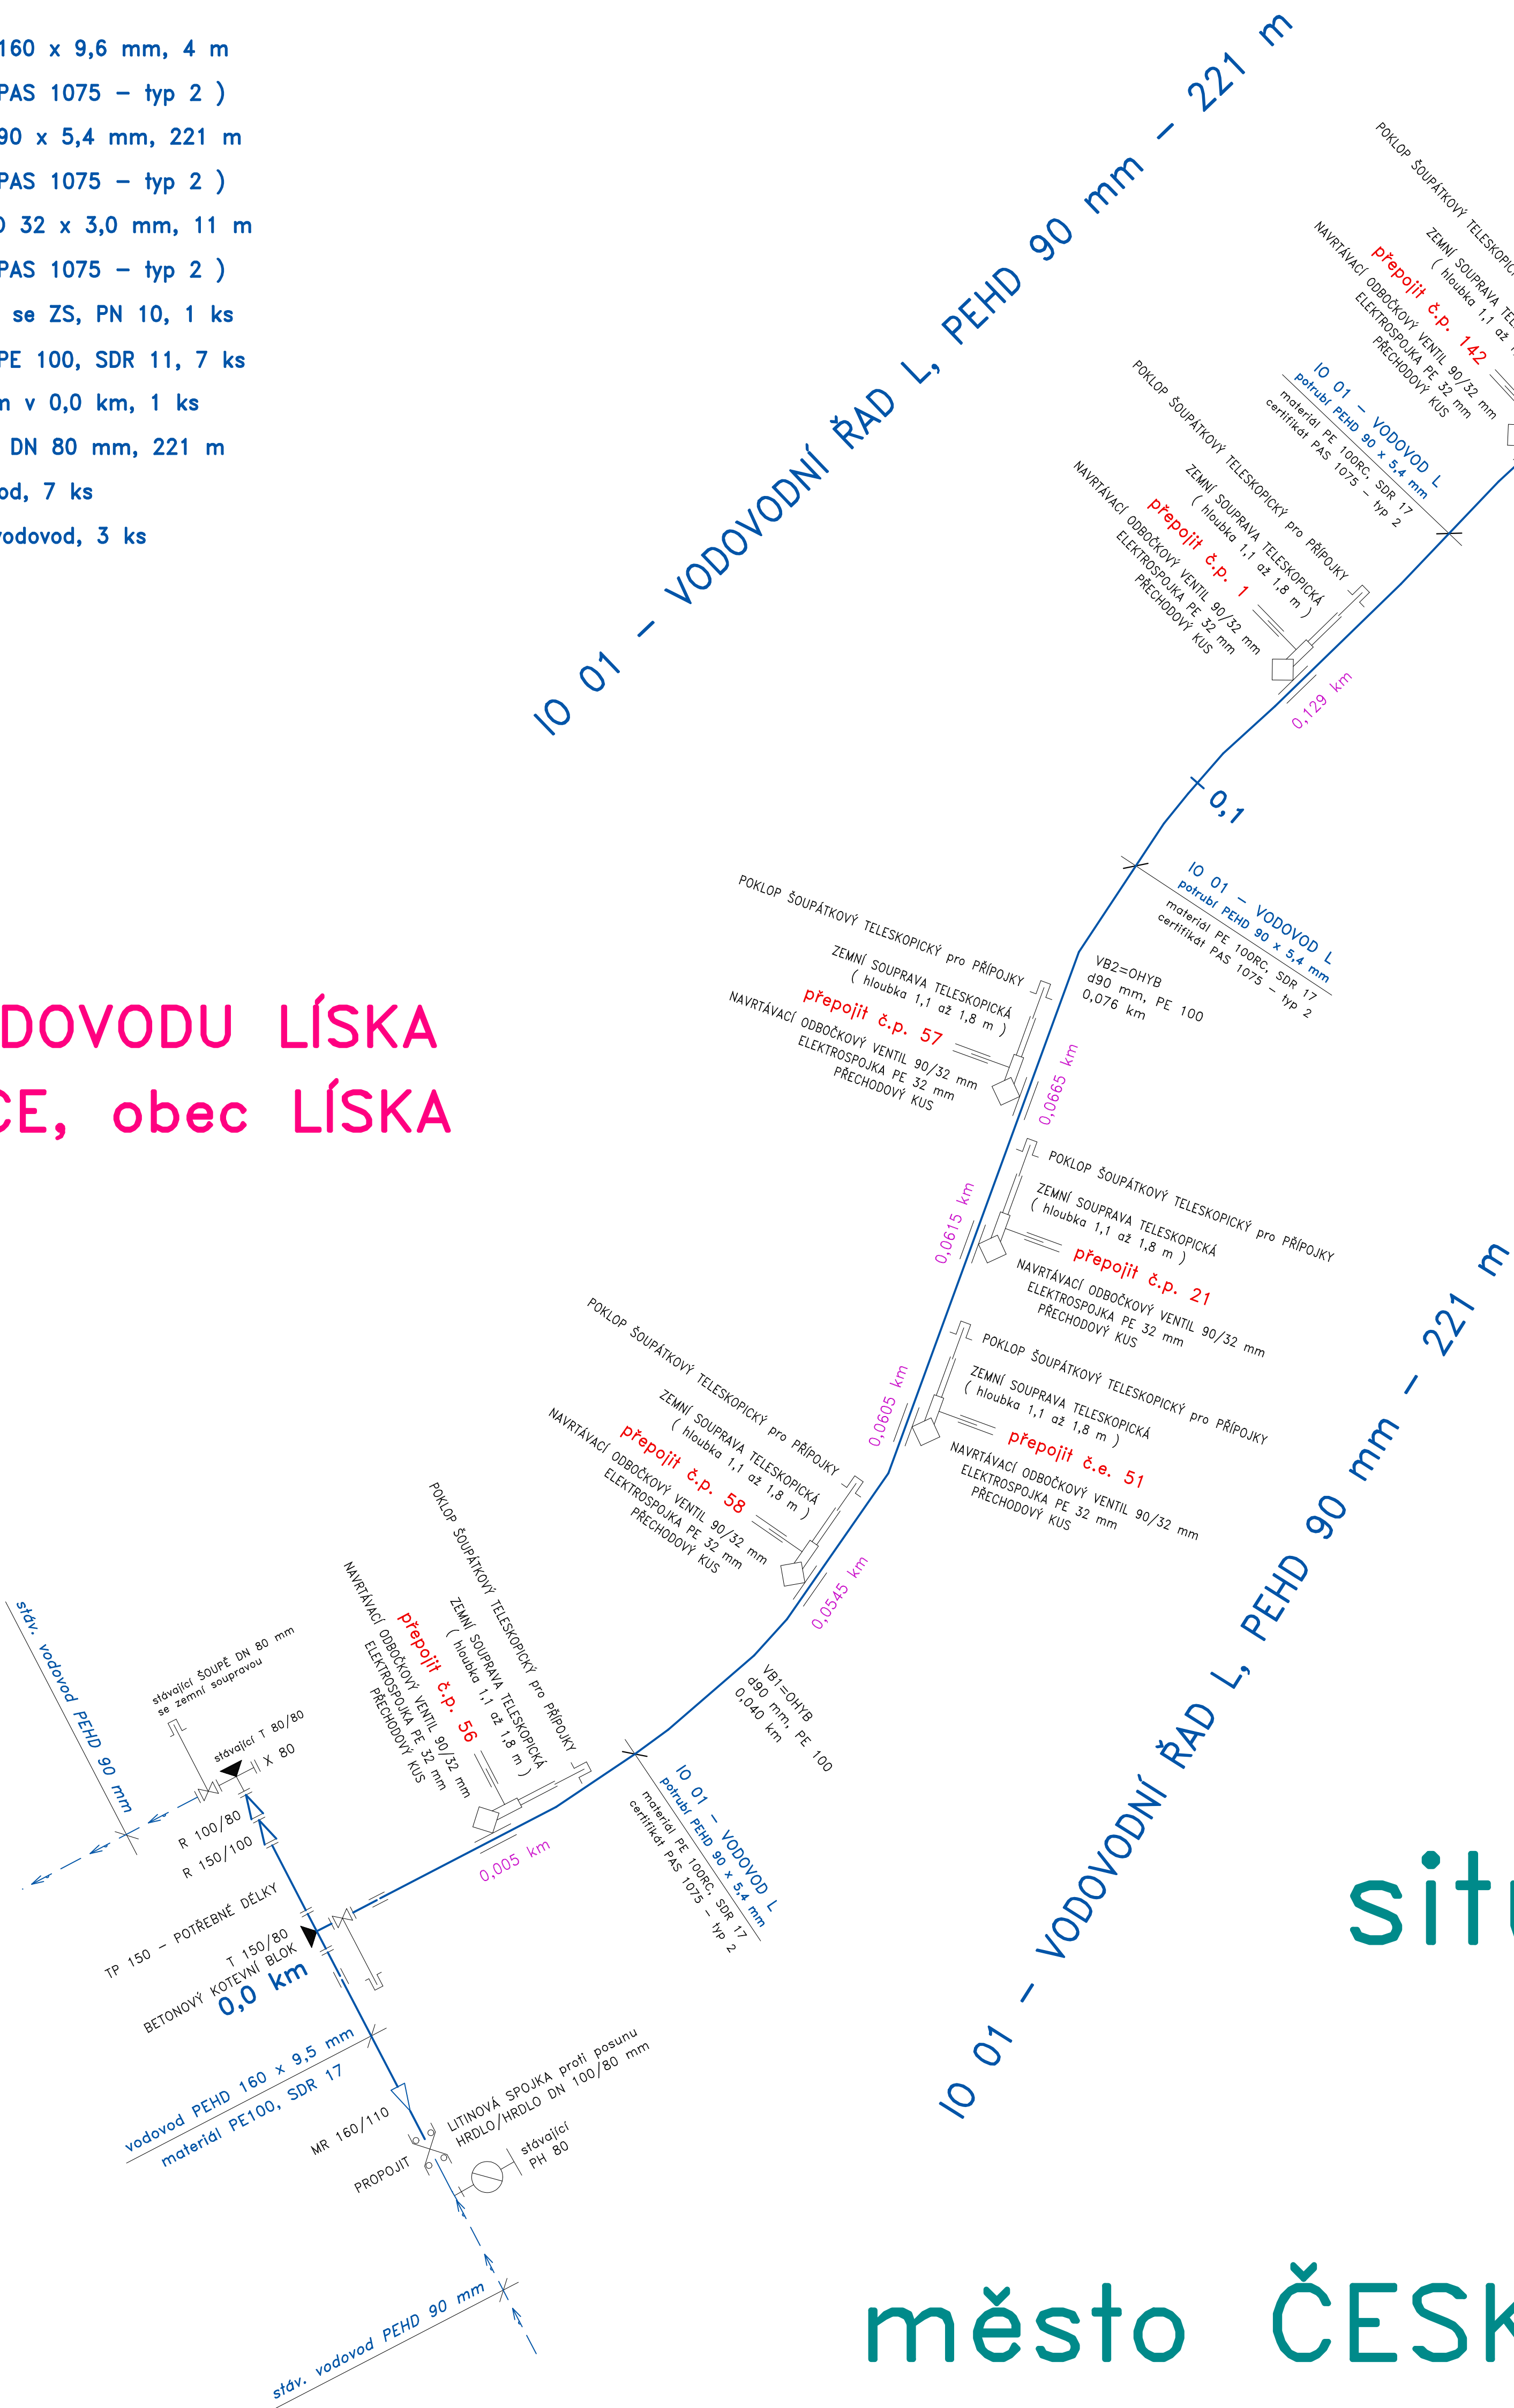 160 x 9,6 mm, 4 m
PAS 1075 – typ 2 )
90 x 5,4 mm, 221 m
PAS 1075 – typ 2 )
32 x 3,0 mm, 11 m
PAS 1075 – typ 2 )
se ZS, PN 10, 1 ks
PE 100, SDR 11, 7 ks
v 0,0 km, 1 ks
DN 80 mm, 221 m
7 ks
vodovod, 3 ks
IO 01 – VODOVODNÍ ŘAD L, PEHD 90 mm – 221 m
POKLOP ŠOUPÁTKOVÝ
ZEMNÍ SOUPRAVA
( hloubka 1,1 až
přepojit č.p. 142
NAVRTÁVACÍ ODBOČKOVÝ VENTIL 90/32 mm
ELEKTROSPOJKA PE 32 mm
PŘECHODOVÝ KUS
IO 01 – VODOVOD L
potrubí PEHD 90 x 5,4 mm
materiál PE 100RC, SDR 17
certifikát PAS 1075 – typ 2
POKLOP ŠOUPÁTKOVÝ TELESKOPICKÝ pro PŘÍPOJKY
ZEMNÍ SOUPRAVA TELESKOPICKÁ
( hloubka 1,1 až 1,8 m )
přepojit č.p. 1
NAVRTÁVACÍ ODBOČKOVÝ VENTIL 90/32 mm
ELEKTROSPOJKA PE 32 mm
PŘECHODOVÝ KUS
0,129 km
0,1
IO 01 – VODOVOD L
potrubí PEHD 90 x 5,4 mm
materiál PE 100RC, SDR 17
certifikát PAS 1075 – typ 2
POKLOP ŠOUPÁTKOVÝ TELESKOPICKÝ pro PŘÍPOJKY
ZEMNÍ SOUPRAVA TELESKOPICKÁ
( hloubka 1,1 až 1,8 m )
přepojit č.p. 57
NAVRTÁVACÍ ODBOČKOVÝ VENTIL 90/32 mm
ELEKTROSPOJKA PE 32 mm
PŘECHODOVÝ KUS
VB2=OHYB
d90 mm, PE 100
0,076 km
0,0665 km
DOVODU LÍSKA
CE, obec LÍSKA
POKLOP ŠOUPÁTKOVÝ TELESKOPICKÝ pro PŘÍPOJKY
ZEMNÍ SOUPRAVA TELESKOPICKÁ
( hloubka 1,1 až 1,8 m )
přepojit č.p. 21
NAVRTÁVACÍ ODBOČKOVÝ VENTIL 90/32 mm
ELEKTROSPOJKA PE 32 mm
PŘECHODOVÝ KUS
0,0615 km
POKLOP ŠOUPÁTKOVÝ TELESKOPICKÝ pro PŘÍPOJKY
ZEMNÍ SOUPRAVA TELESKOPICKÁ
( hloubka 1,1 až 1,8 m )
přepojit č.e. 51
NAVRTÁVACÍ ODBOČKOVÝ VENTIL 90/32 mm
ELEKTROSPOJKA PE 32 mm
PŘECHODOVÝ KUS
0,0605 km
POKLOP ŠOUPÁTKOVÝ TELESKOPICKÝ pro PŘÍPOJKY
ZEMNÍ SOUPRAVA TELESKOPICKÁ
( hloubka 1,1 až 1,8 m )
přepojit č.p. 58
NAVRTÁVACÍ ODBOČKOVÝ VENTIL 90/32 mm
ELEKTROSPOJKA PE 32 mm
PŘECHODOVÝ KUS
0,0545 km
VB1=OHYB
d90 mm, PE 100
0,040 km
POKLOP ŠOUPÁTKOVÝ TELESKOPICKÝ pro PŘÍPOJKY
ZEMNÍ SOUPRAVA TELESKOPICKÁ
( hloubka 1,1 až 1,8 m )
přepojit č.p. 56
NAVRTÁVACÍ ODBOČKOVÝ VENTIL 90/32 mm
ELEKTROSPOJKA PE 32 mm
PŘECHODOVÝ KUS
0,005 km
IO 01 – VODOVOD L
potrubí PEHD 90 x 5,4 mm
materiál PE 100RC, SDR 17
certifikát PAS 1075 – typ 2
IO 01 – VODOVODNÍ ŘAD L, PEHD 90 mm – 221 m
stáv. vodovod PEHD 90 mm
stávající ŠOUPĚ DN 80 mm
se zemní soupravou
stávající T 80/80
X 80
R 100/80
R 150/100
TP 150 – POTŘEBNÉ DÉLKY
T 150/80
BETONOVÝ KOTEVNÍ BLOK
0,0 km
vodovod PEHD 160 x 9,5 mm
materiál PE100, SDR 17
MR 160/110
LITINOVÁ SPOJKA proti posunu
HRDLO/HRDLO DN 100/80 mm
PROPOJIT
stávající
PH 80
stáv. vodovod PEHD 90 mm
situ
město ČESK